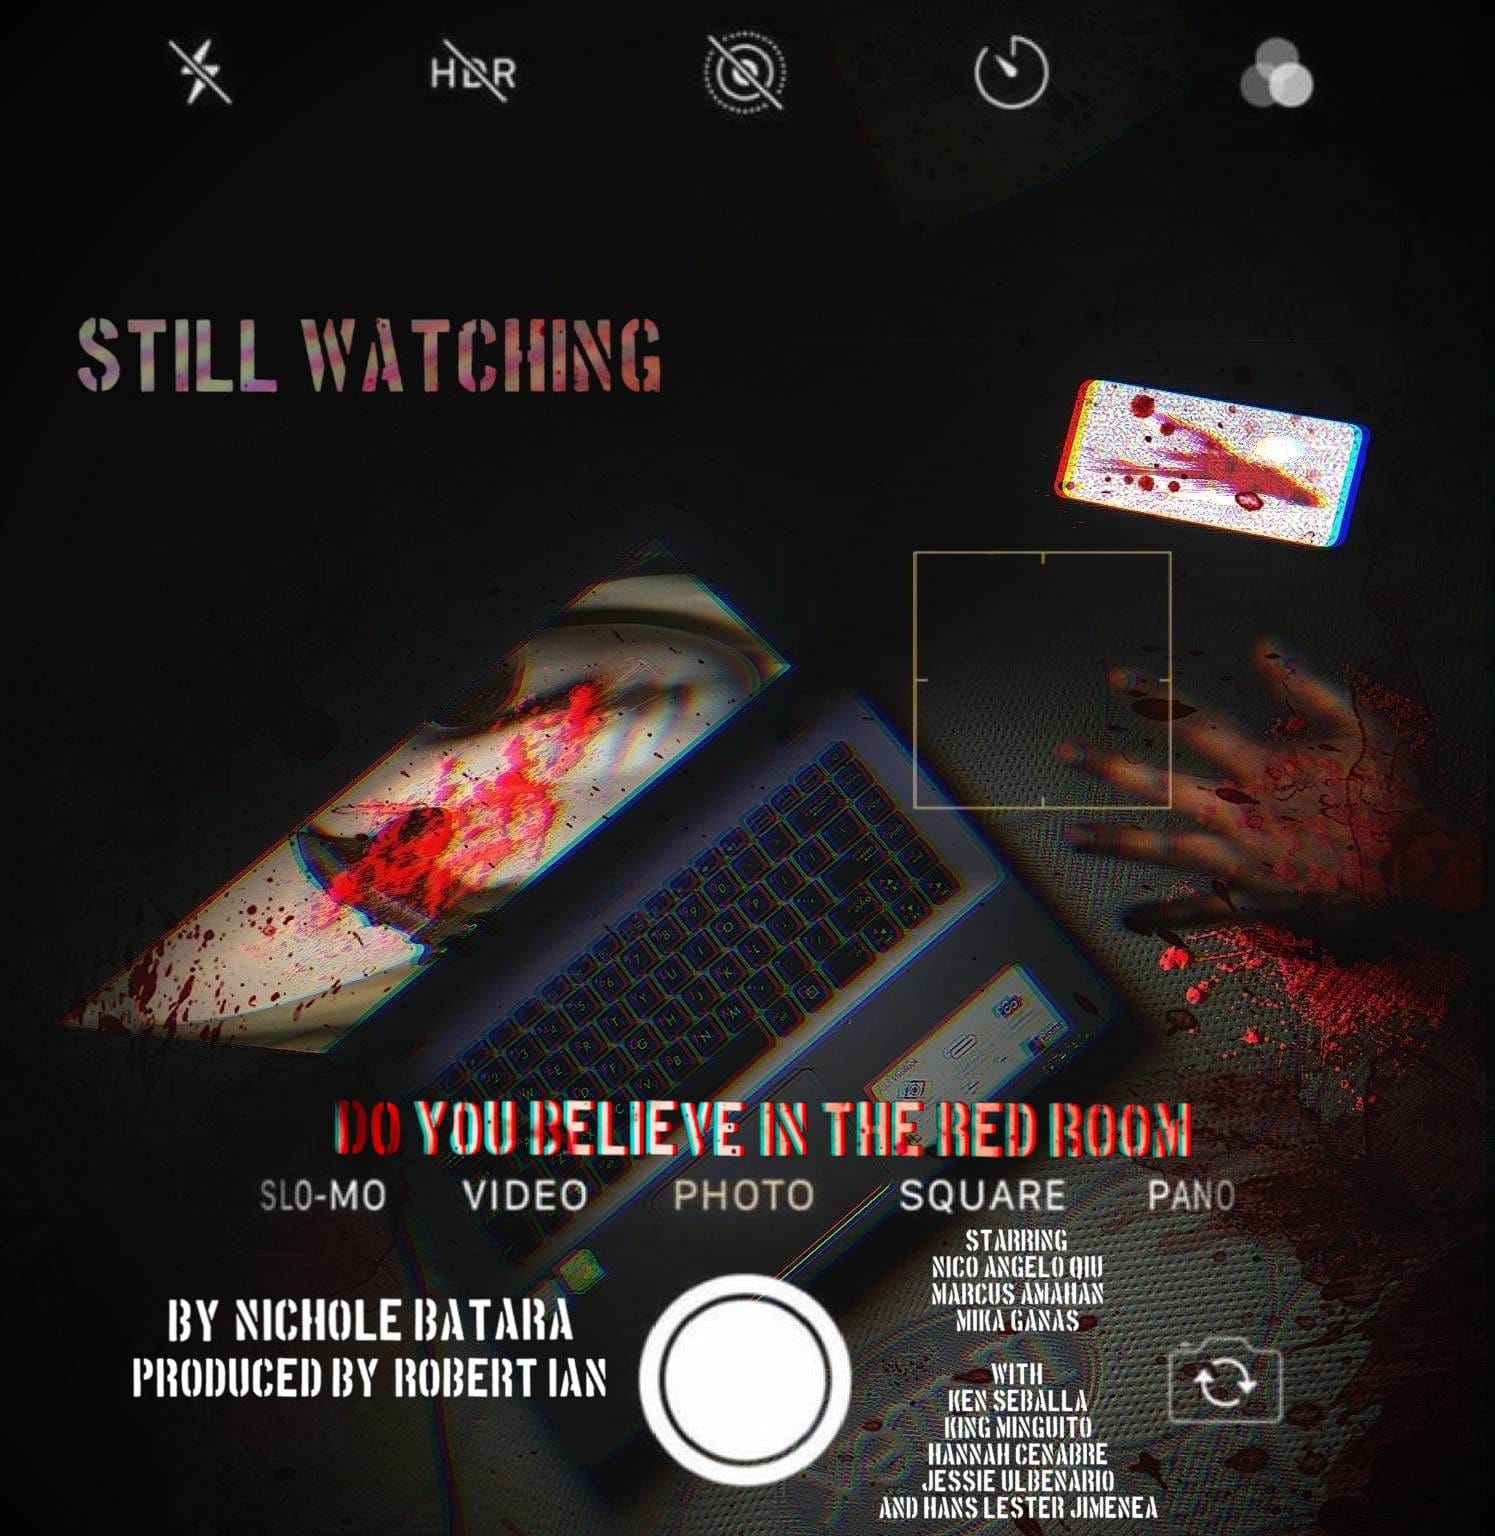 HDR
STILL WATCHING
DO YOU BELIEVE IN THE RED ROOM
SLO-MO VIDEO PHOTO SQUARE PANO
BY NICHOLE BATARA
PRODUCED BY ROBERT IAN
STARRING
NICO ANGELO QIU
MARCUS AMAHAN
MIKA GANAS
WITH
KEN SEBALLA
KING MINGUITO
HANNAH CENABRE
JESSIE ULBENARIO
AND HANS LESTER JIMENEA